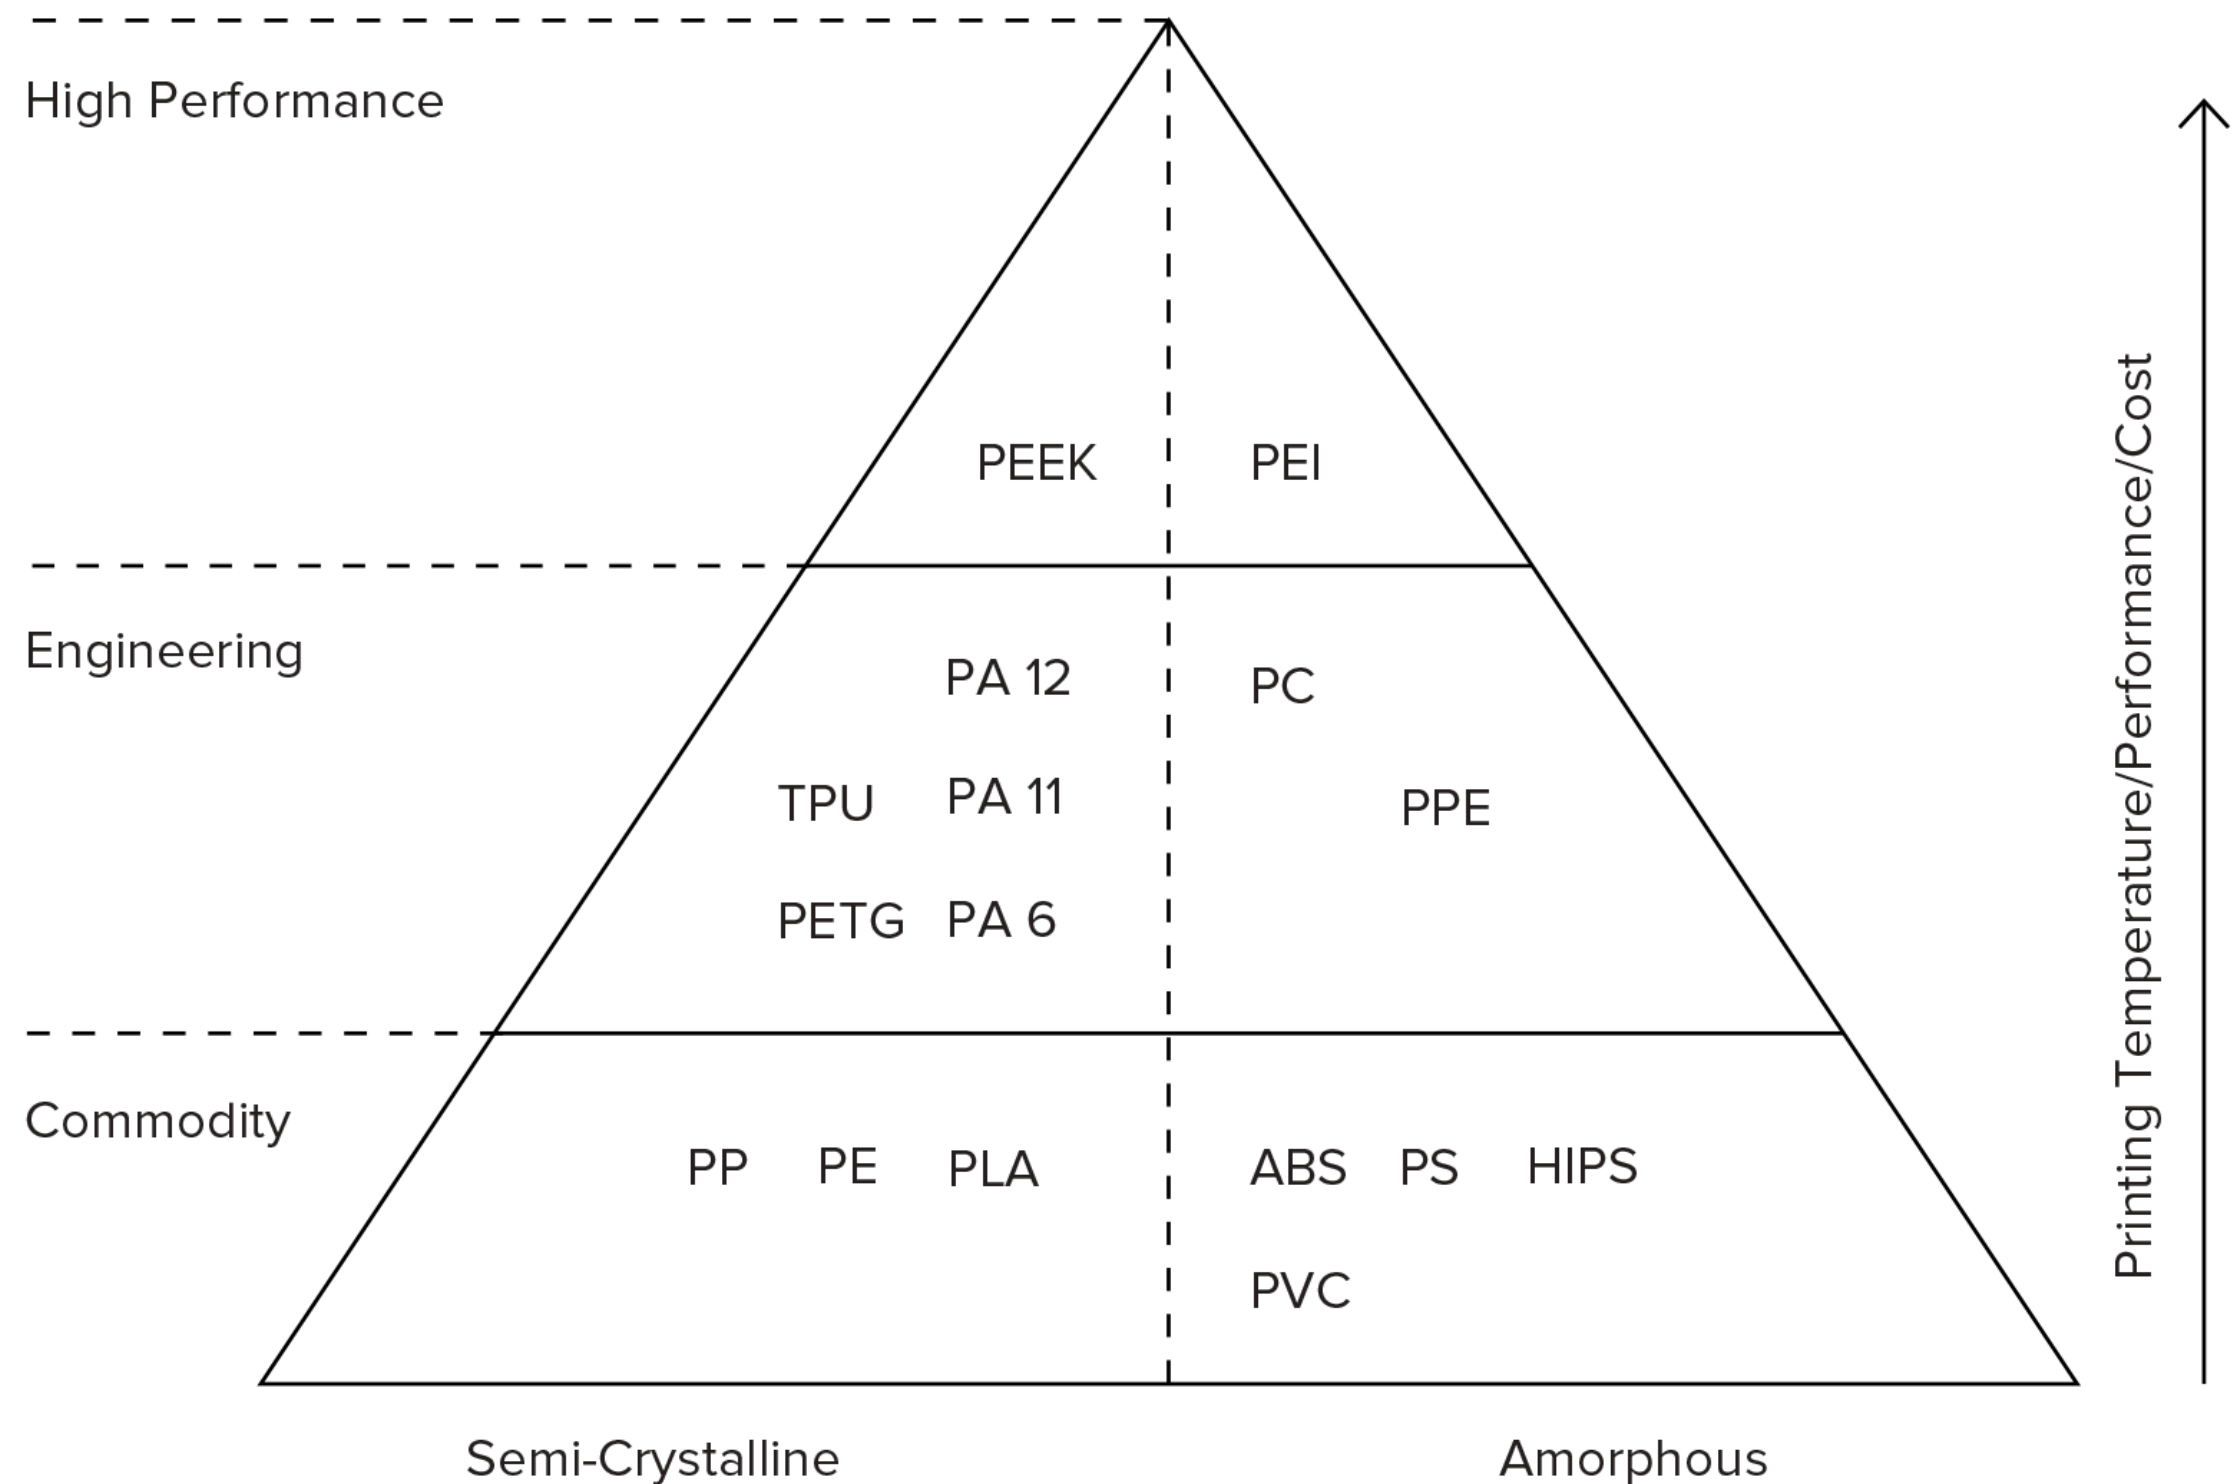 High Performance
PEEK PEI
Engineering
PA 12 PC
TPU PA 11 PPE
PETG PA 6
Commodity
PP PE PLA ABS PS HIPS
PVC
Semi-Crystalline Amorphous
Printing Temperature/Performance/Cost